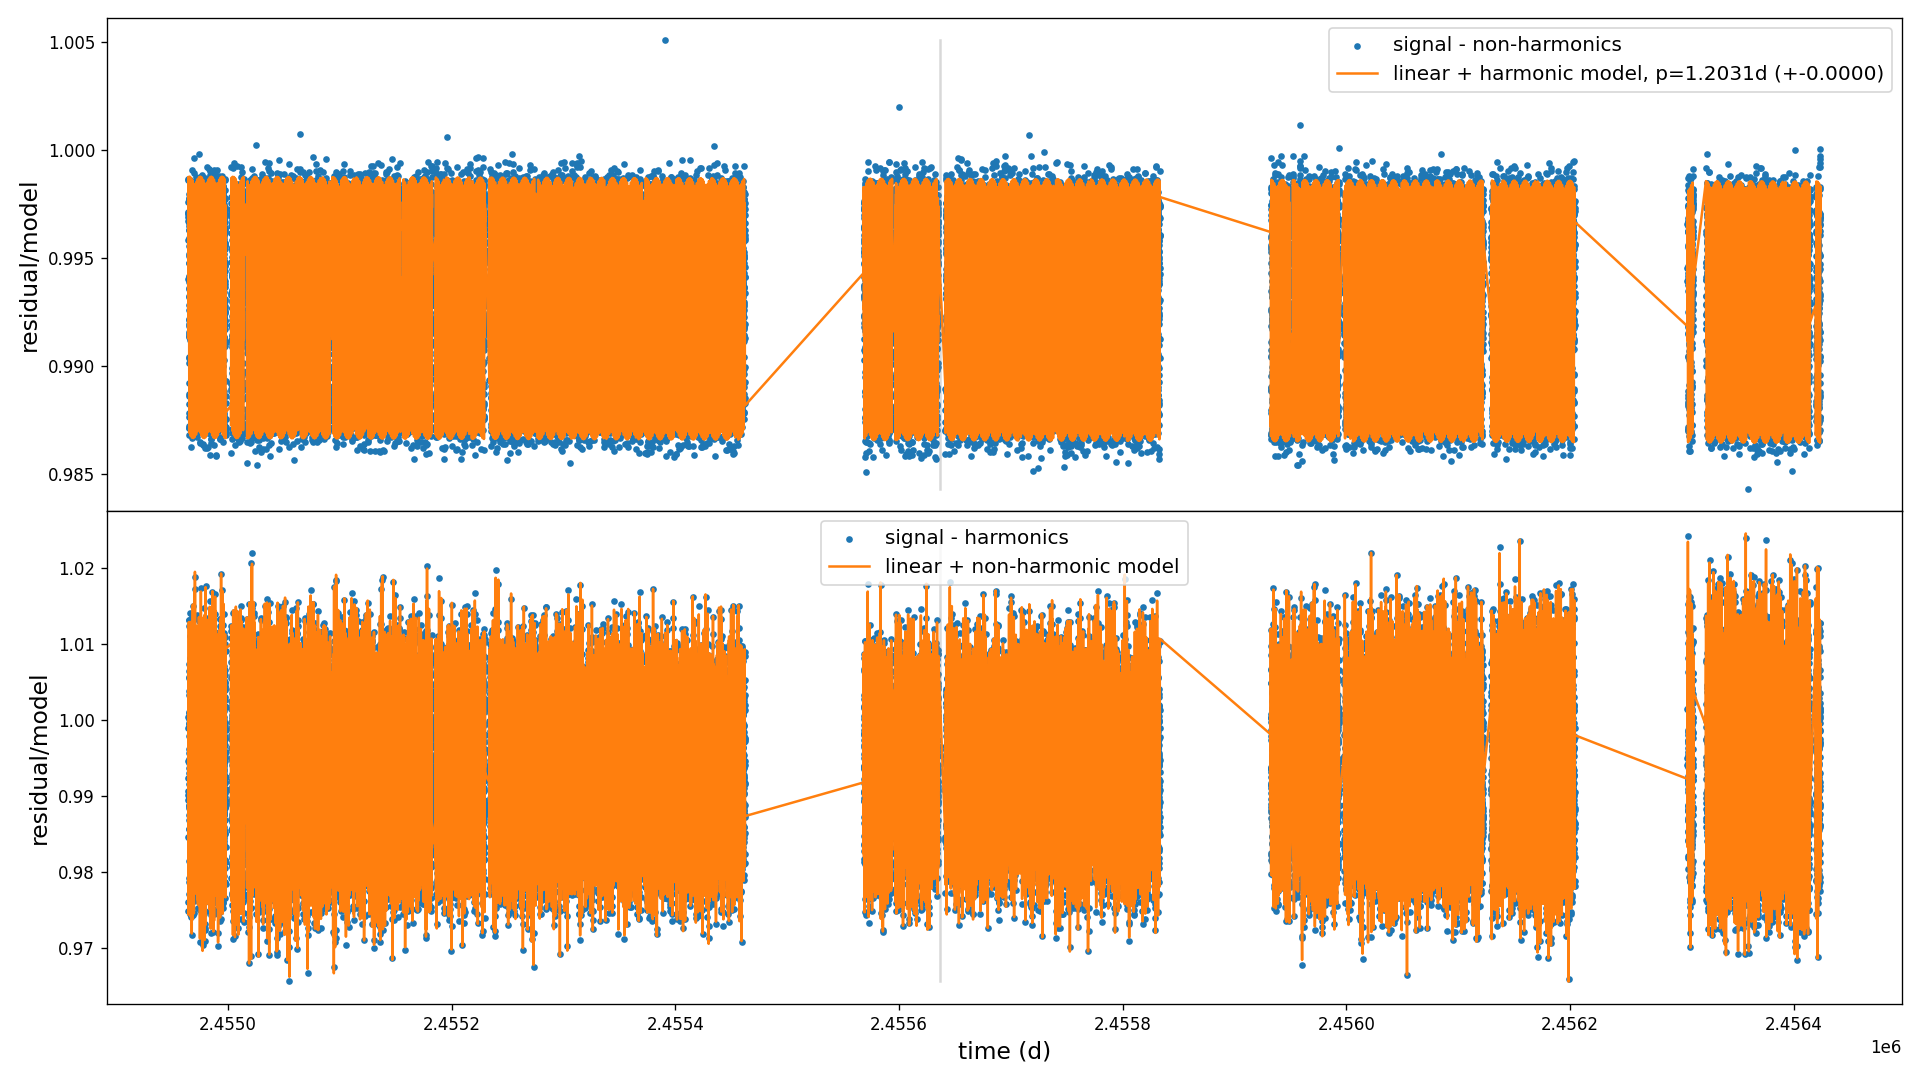 signal - non-harmonics
linear + harmonic model, p=1.2031d (+-0.0000)
residual/model
1.005
1.000
0.995
0.990
0.985
signal - harmonics
linear + non-harmonic model
residual/model
1.02
1.01
1.00
0.99
0.98
0.97
2.4550
2.4552
2.4554
2.4556
2.4558
2.4560
2.4562
2.4564
time (d)
1e6